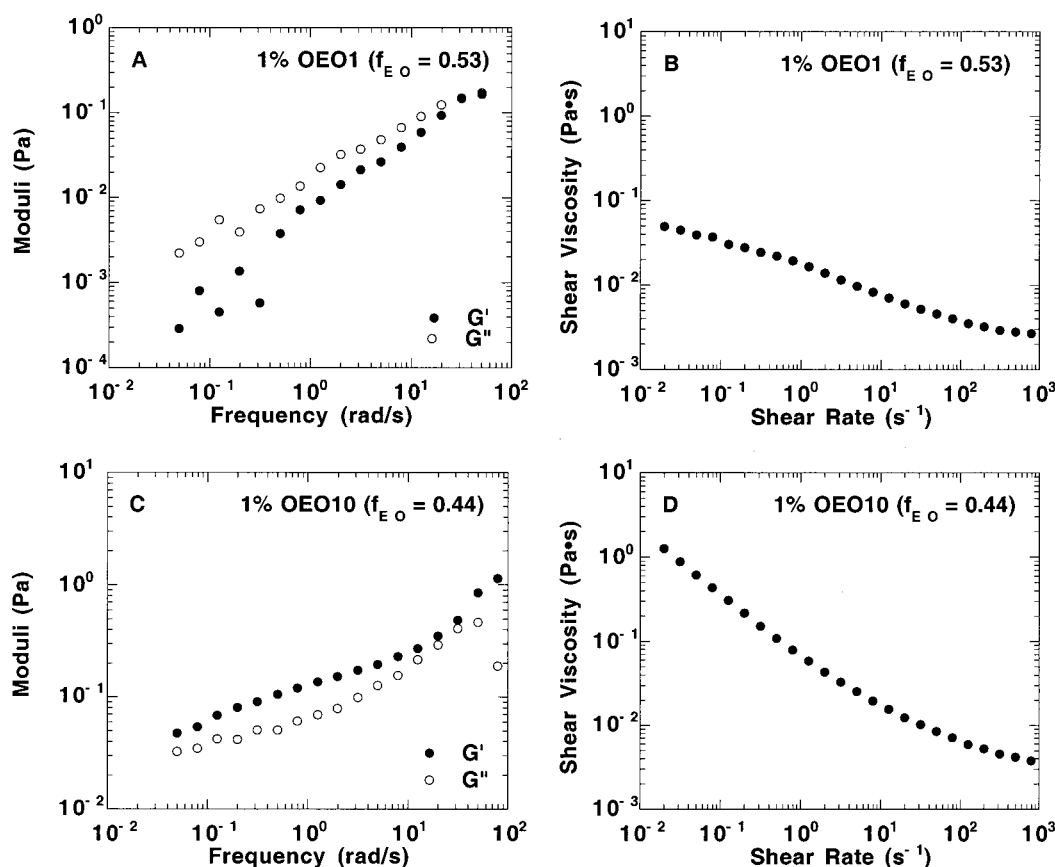 A
1% OEO1 (f_EO = 0.53)
10^0
10^-1
10^-2
10^-3
10^-4
Moduli (Pa)
G'
G"
10^-2 10^-1 10^0 10^1 10^2
Frequency (rad/s)
B
1% OEO1 (f_EO = 0.53)
10^1
10^0
10^-1
10^-2
10^-3
Shear Viscosity (Pa•s)
10^-2 10^-1 10^0 10^1 10^2 10^3
Shear Rate (s^-1)
C
1% OEO10 (f_EO = 0.44)
10^1
10^0
10^-1
10^-2
Moduli (Pa)
G'
G"
10^-2 10^-1 10^0 10^1 10^2
Frequency (rad/s)
D
1% OEO10 (f_EO = 0.44)
10^1
10^0
10^-1
10^-2
10^-3
Shear Viscosity (Pa•s)
10^-2 10^-1 10^0 10^1 10^2 10^3
Shear Rate (s^-1)